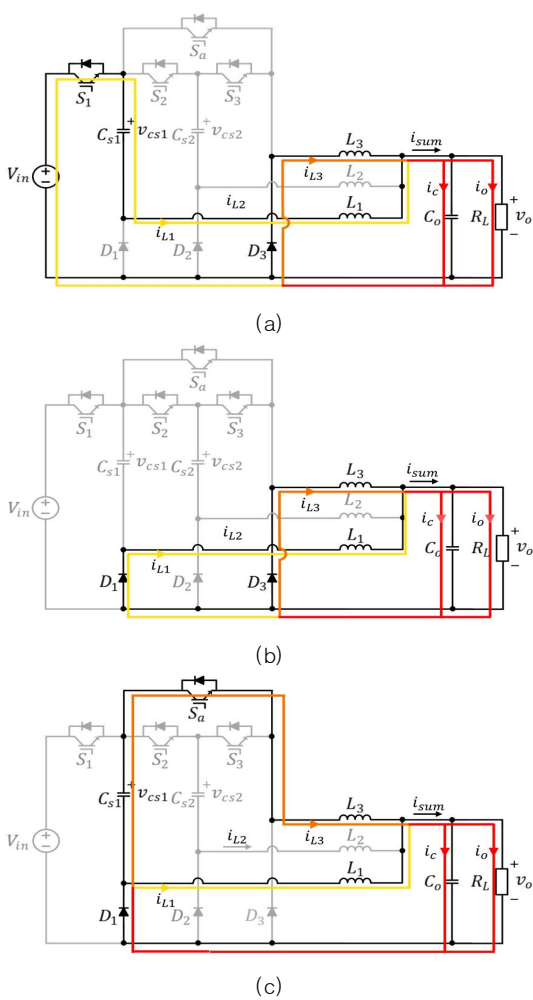 S_a
S_1 S_2 S_3
C_s1 + v_cs1 C_s2 + v_cs2
V_in + −
L_3 i_sum
i_L3 L_2 i_c i_o +
i_L2 L_1 C_o R_L v_o
i_L1 −
D_1 D_2 D_3
(a)
S_a
S_1 S_2 S_3
C_s1 + v_cs1 C_s2 + v_cs2
V_in + −
L_3 i_sum
i_L3 L_2 i_c i_o +
i_L2 L_1 C_o R_L v_o
i_L1 −
D_1 D_2 D_3
(b)
S_a
S_1 S_2 S_3
C_s1 + v_cs1 C_s2 + v_cs2
V_in + −
L_3 i_sum
i_L2 i_L3 L_2 i_c i_o +
L_1 C_o R_L v_o
i_L1 −
D_1 D_2 D_3
(c)